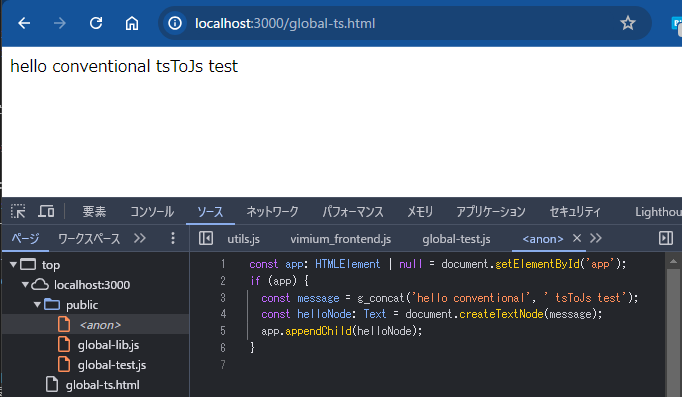 localhost:3000/global-ts.html
hello conventional tsToJs test
要素 コンソール ソース ネットワーク パフォーマンス メモリ アプリケーション セキュリティ Lighthou
ページ ワークスペース utils.js vimium_frontend.js global-test.js <anon>
top
localhost:3000
public
<anon>
global-lib.js
global-test.js
global-ts.html
1 const app: HTMLElement | null = document.getElementById('app');
2 if (app) {
3 const message = g_concat('hello conventional', ' tsToJs test');
4 const helloNode: Text = document.createTextNode(message);
5 app.appendChild(helloNode);
6 }
7